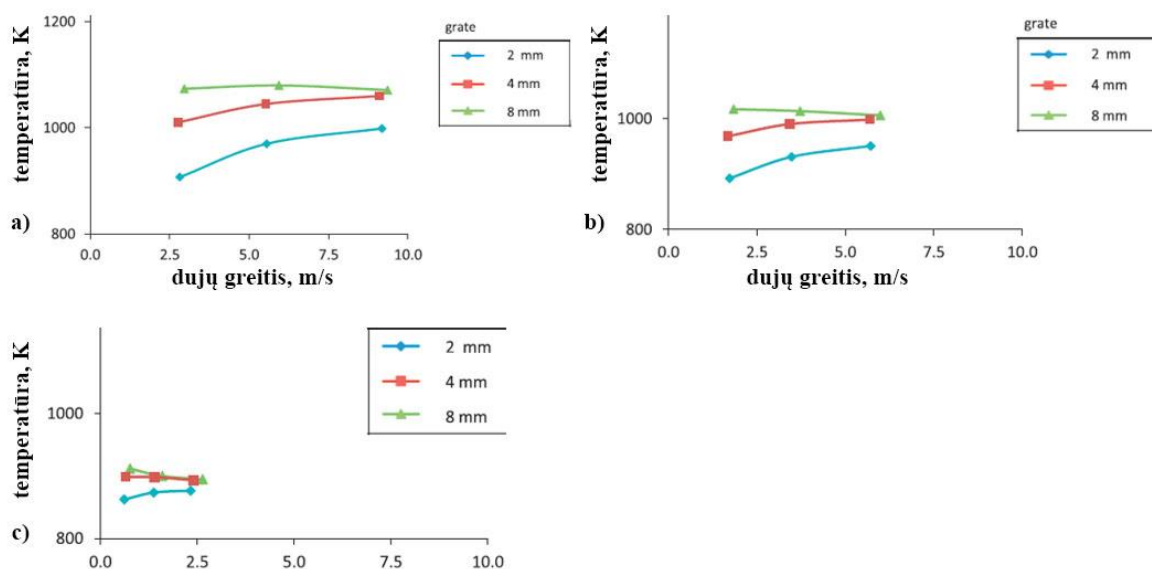 a)
temperatūra, K
1200
1000
800
0.0 2.5 5.0 7.5 10.0
dujų greitis, m/s
grate
2 mm
4 mm
8 mm
b)
temperatūra, K
1000
800
0.0 2.5 5.0 7.5 10.0
dujų greitis, m/s
grate
2 mm
4 mm
8 mm
c)
temperatūra, K
1000
800
0.0 2.5 5.0 7.5 10.0
2 mm
4 mm
8 mm